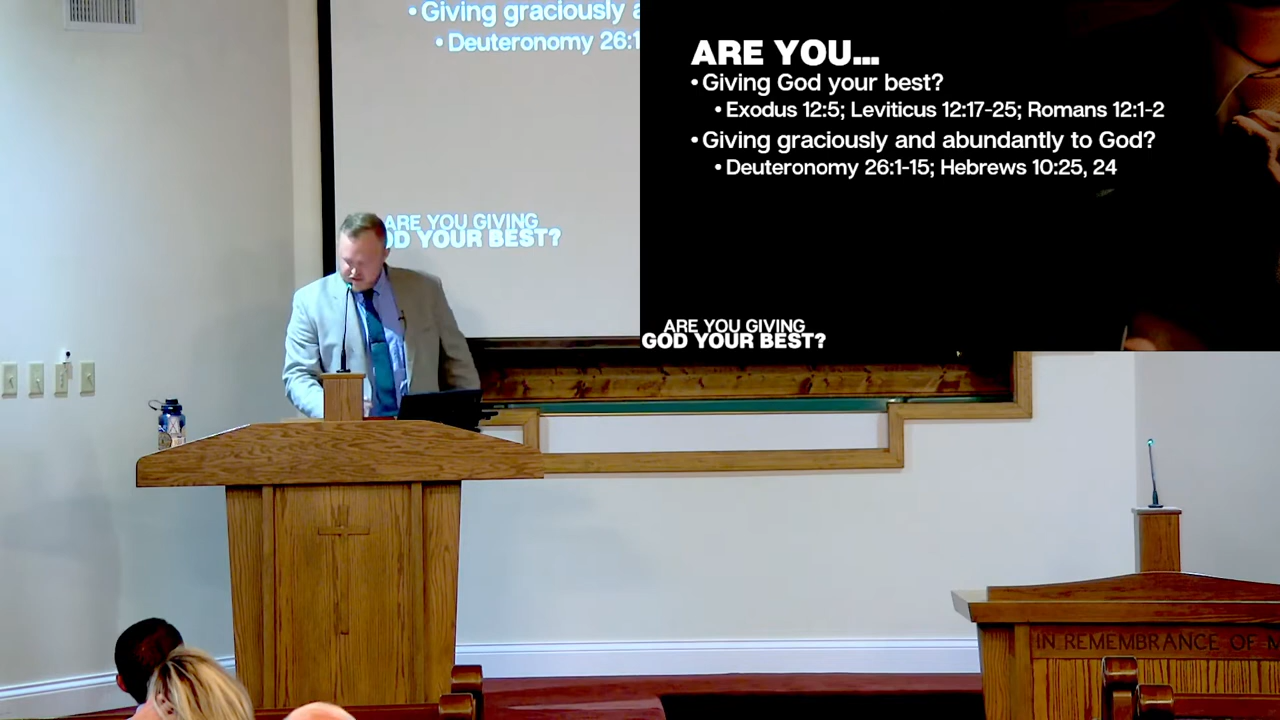 • Giving graciously a
• Deuteronomy 26:1
ARE YOU GIVING
OD YOUR BEST?
ARE YOU...
• Giving God your best?
• Exodus 12:5; Leviticus 12:17-25; Romans 12:1-2
• Giving graciously and abundantly to God?
• Deuteronomy 26:1-15; Hebrews 10:25, 24
ARE YOU GIVING
GOD YOUR BEST?
IN REMEMBRANCE OF M